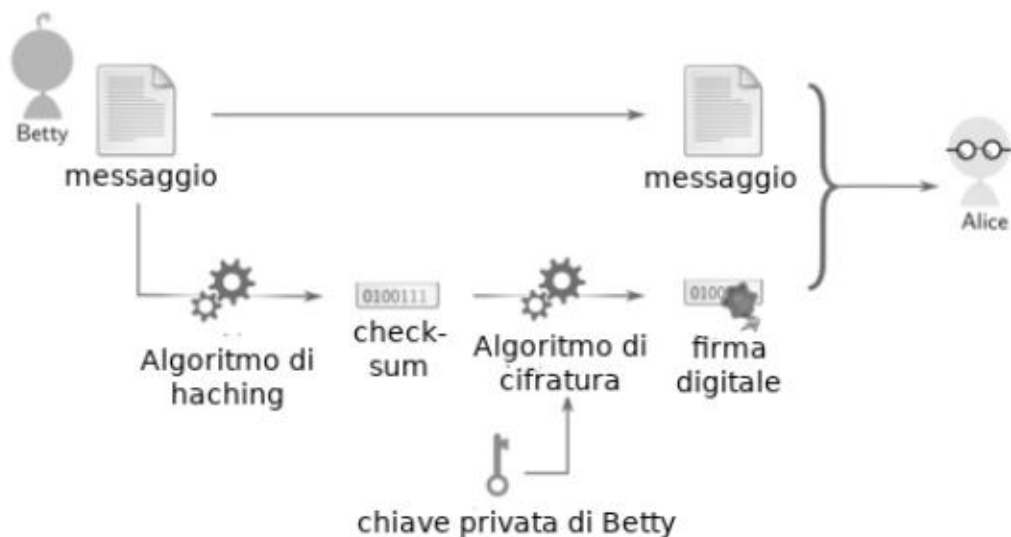 Betty
messaggio
messaggio
Alice
0100111
0100
Algoritmo di
haching
check-
sum
Algoritmo di
cifratura
firma
digitale
chiave privata di Betty